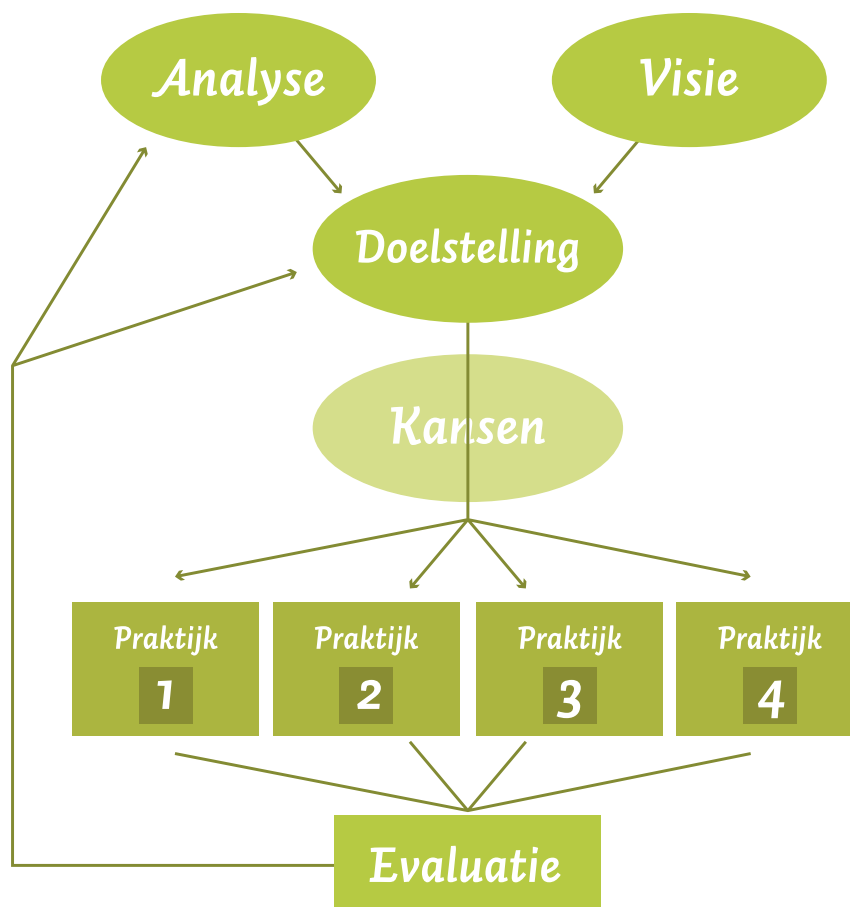 Analyse
Visie
Doelstelling
Kansen
Praktijk
1
Praktijk
2
Praktijk
3
Praktijk
4
Evaluatie